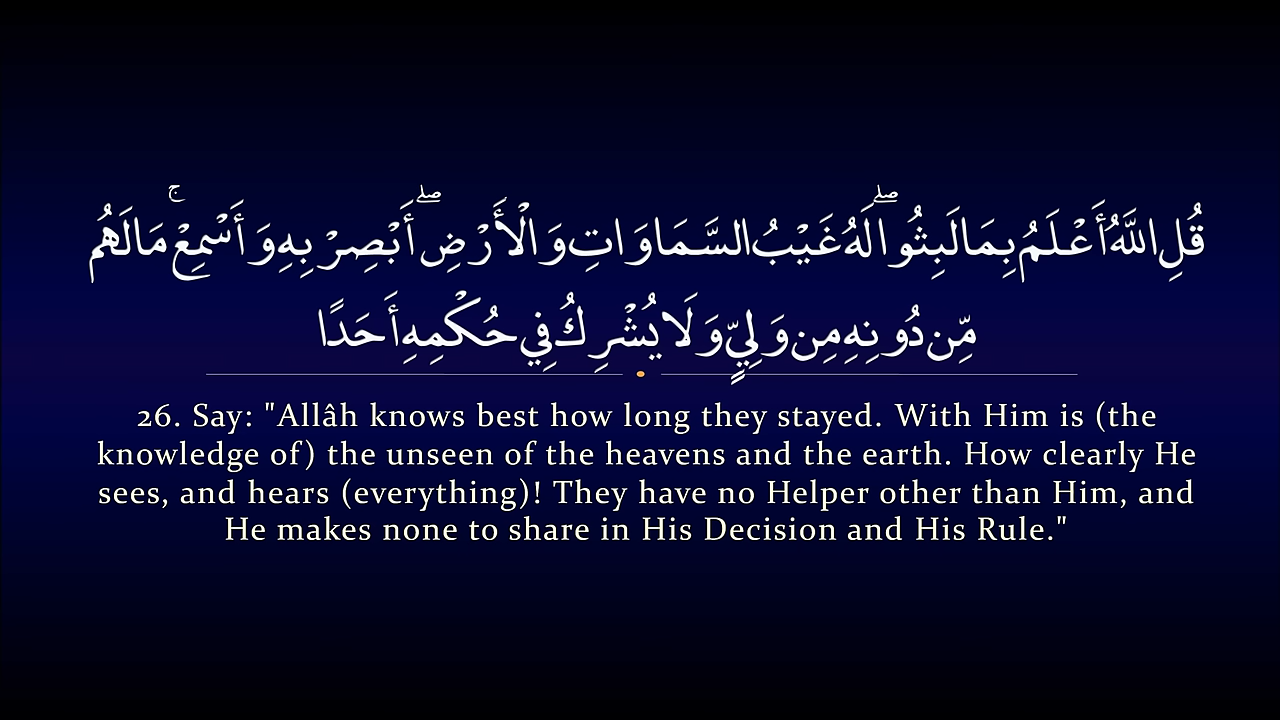 قُلِ اللَّهُ أَعْلَمُ بِمَا لَبِثُوا ۖ لَهُ غَيْبُ السَّمَاوَاتِ وَالْأَرْضِ ۖ أَبْصِرْ بِهِ وَأَسْمِعْ ۚ مَا لَهُم
مِّن دُونِهِ مِن وَلِيٍّ وَلَا يُشْرِكُ فِي حُكْمِهِ أَحَدًا
26. Say: "Allâh knows best how long they stayed. With Him is (the
knowledge of) the unseen of the heavens and the earth. How clearly He
sees, and hears (everything)! They have no Helper other than Him, and
He makes none to share in His Decision and His Rule."